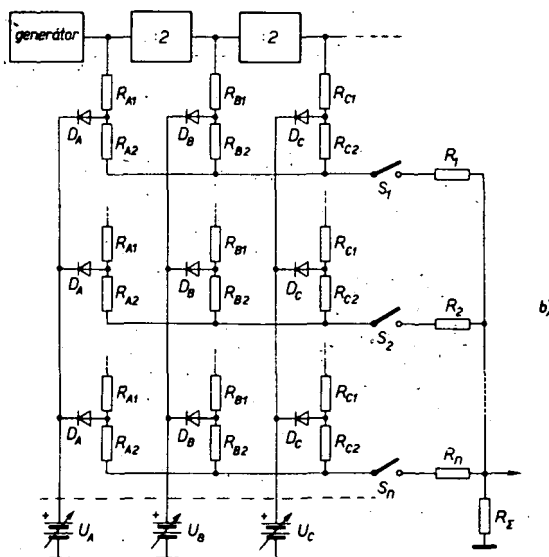 generátor :2 :2
R_A1 R_B1 R_C1
D_A D_B D_C
R_A2 R_B2 R_C2
S_1 R_1
R_A1 R_B1 R_C1
D_A D_B D_C
R_A2 R_B2 R_C2
S_2 R_2
b)
R_A1 R_B1 R_C1
D_A D_B D_C
R_A2 R_B2 R_C2
S_n R_n
+ U_A + U_B + U_C
R_Σ